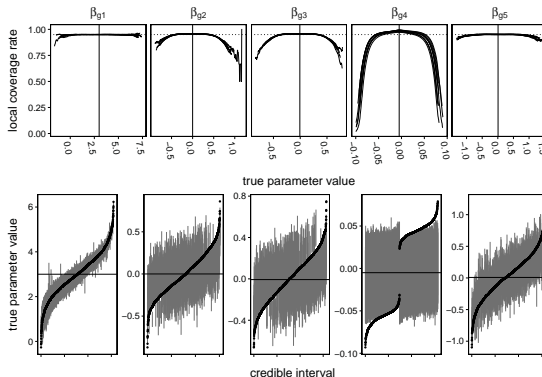 βg1 βg2 βg3 βg4 βg5
local coverage rate
1.00
0.75
0.50
0.25
0.00
0.0 2.5 5.0 7.5
-0.5 0.0 0.5 1.0
-0.5 0.0 0.5
-0.10 -0.05 0.00 0.05 0.10
-1.0 -0.5 0.0 0.5 1.0
true parameter value
true parameter value
6
4
2
0
0.5
0.0
-0.5
0.8
0.4
0.0
-0.4
0.05
0.00
-0.05
-0.10
1.0
0.5
0.0
-0.5
-1.0
credible interval